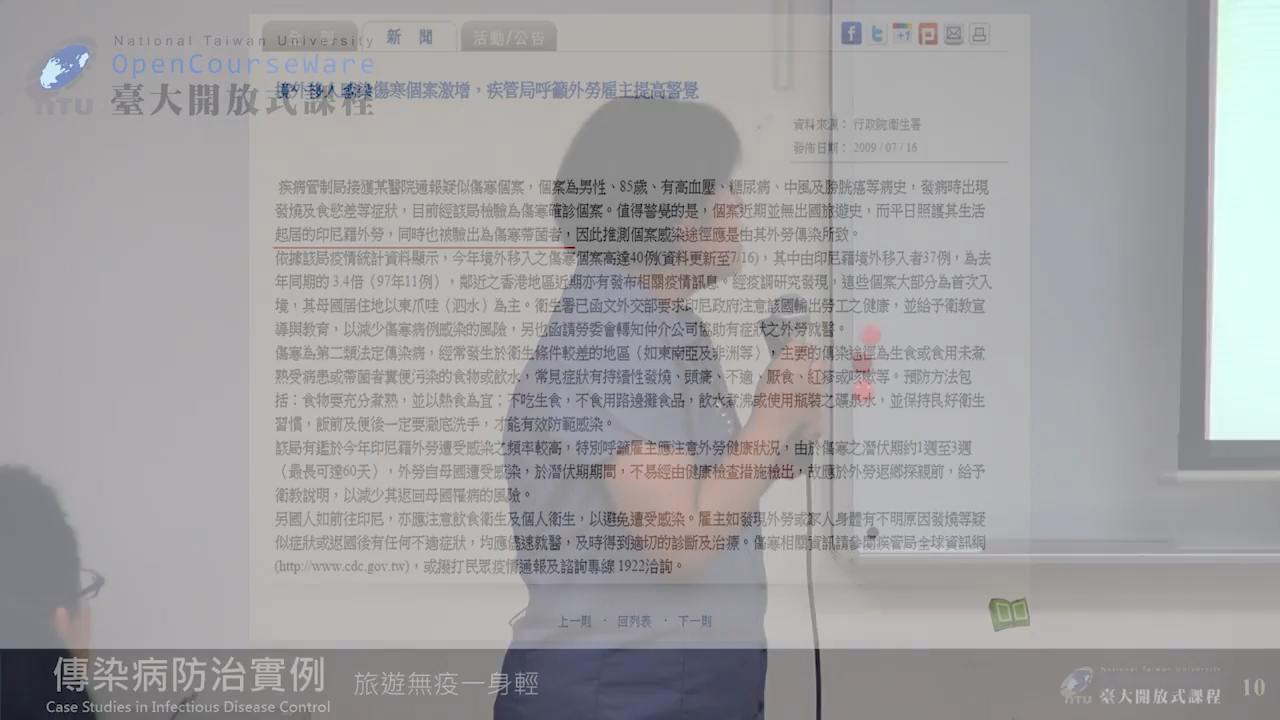 National Taiwan University
OpenCourseWare
臺大開放式課程
NTU
新 聞
活動/公告
境外移入感染傷寒個案激增，疾管局呼籲外勞雇主提高警覺
資料來源： 行政院衛生署
發佈日期： 2009 / 07 / 16
疾病管制局接獲某醫院通報疑似傷寒個案，個案為男性、85歲、有高血壓、糖尿病、中風及膀胱癌等病史，發病時出現
發燒及食慾差等症狀，目前經該局檢驗為傷寒確診個案。值得警覺的是，個案近期並無出國旅遊史，而平日照護其生活
起居的印尼籍外勞，同時也被驗出為傷寒帶菌者，因此推測個案感染途徑應是由其外勞傳染所致。
依據該局疫情統計資料顯示，今年境外移入之傷寒個案高達40例(資料更新至7/16)，其中由印尼籍境外移入者37例，為去
年同期的 3.4倍（97年11例），鄰近之香港地區近期亦有發布相關疫情訊息。經疫調研究發現，這些個案大部分為首次入
境，其母國居住地以東爪哇（泗水）為主。衛生署已函文外交部要求印尼政府注意該國輸出勞工之健康，並給予衛教宣
導與教育，以減少傷寒病例感染的風險，另也函請勞委會轉知仲介公司協助有症狀之外勞就醫。
傷寒為第二類法定傳染病，經常發生於衛生條件較差的地區（如東南亞及非洲等），主要的傳染途徑為生食或食用未煮
熟受病患或帶菌者糞便污染的食物或飲水，常見症狀有持續性發燒、頭痛、不適、厭食、紅疹或咳嗽等。預防方法包
括：食物要充分煮熟，並以熱食為宜；不吃生食，不食用路邊攤食品，飲水煮沸或使用瓶裝之礦泉水，並保持良好衛生
習慣，飯前及便後一定要澈底洗手，才能有效防範感染。
該局有鑑於今年印尼籍外勞遭受感染之頻率較高，特別呼籲雇主應注意外勞健康狀況，由於傷寒之潛伏期約1週至3週
（最長可達60天），外勞自母國遭受感染，於潛伏期期間，不易經由健康檢查措施檢出，故應於外勞返鄉探親前，給予
衛教說明，以減少其返回母國罹病的風險。
另國人如前往印尼，亦應注意飲食衛生及個人衛生，以避免遭受感染。雇主如發現外勞或家人身體有不明原因發燒等疑
似症狀或返國後有任何不適症狀，均應儘速就醫，及時得到適切的診斷及治療。傷寒相關資訊請參閱疾管局全球資訊網
(http://www.cdc.gov.tw)，或撥打民眾疫情通報及諮詢專線 1922洽詢。
上一則 · 回列表 · 下一則
傳染病防治實例 旅遊無疫一身輕
Case Studies in Infectious Disease Control
National Taiwan University
NTU 臺大開放式課程
10